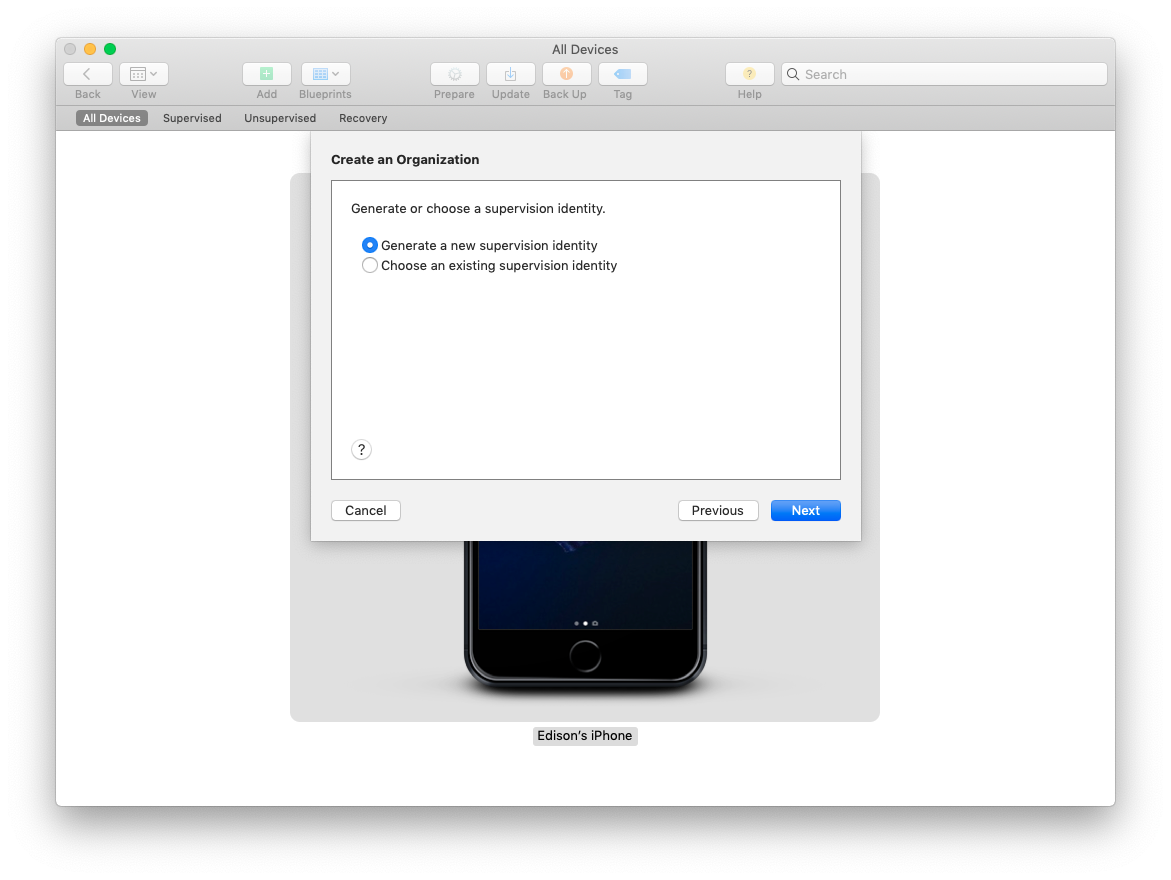 All Devices
Back
View
Add
Blueprints
Prepare
Update
Back Up
Tag
?
Help
Search
All Devices
Supervised
Unsupervised
Recovery
Create an Organization
Generate or choose a supervision identity.
Generate a new supervision identity
Choose an existing supervision identity
?
Cancel
Previous
Next
Edison’s iPhone